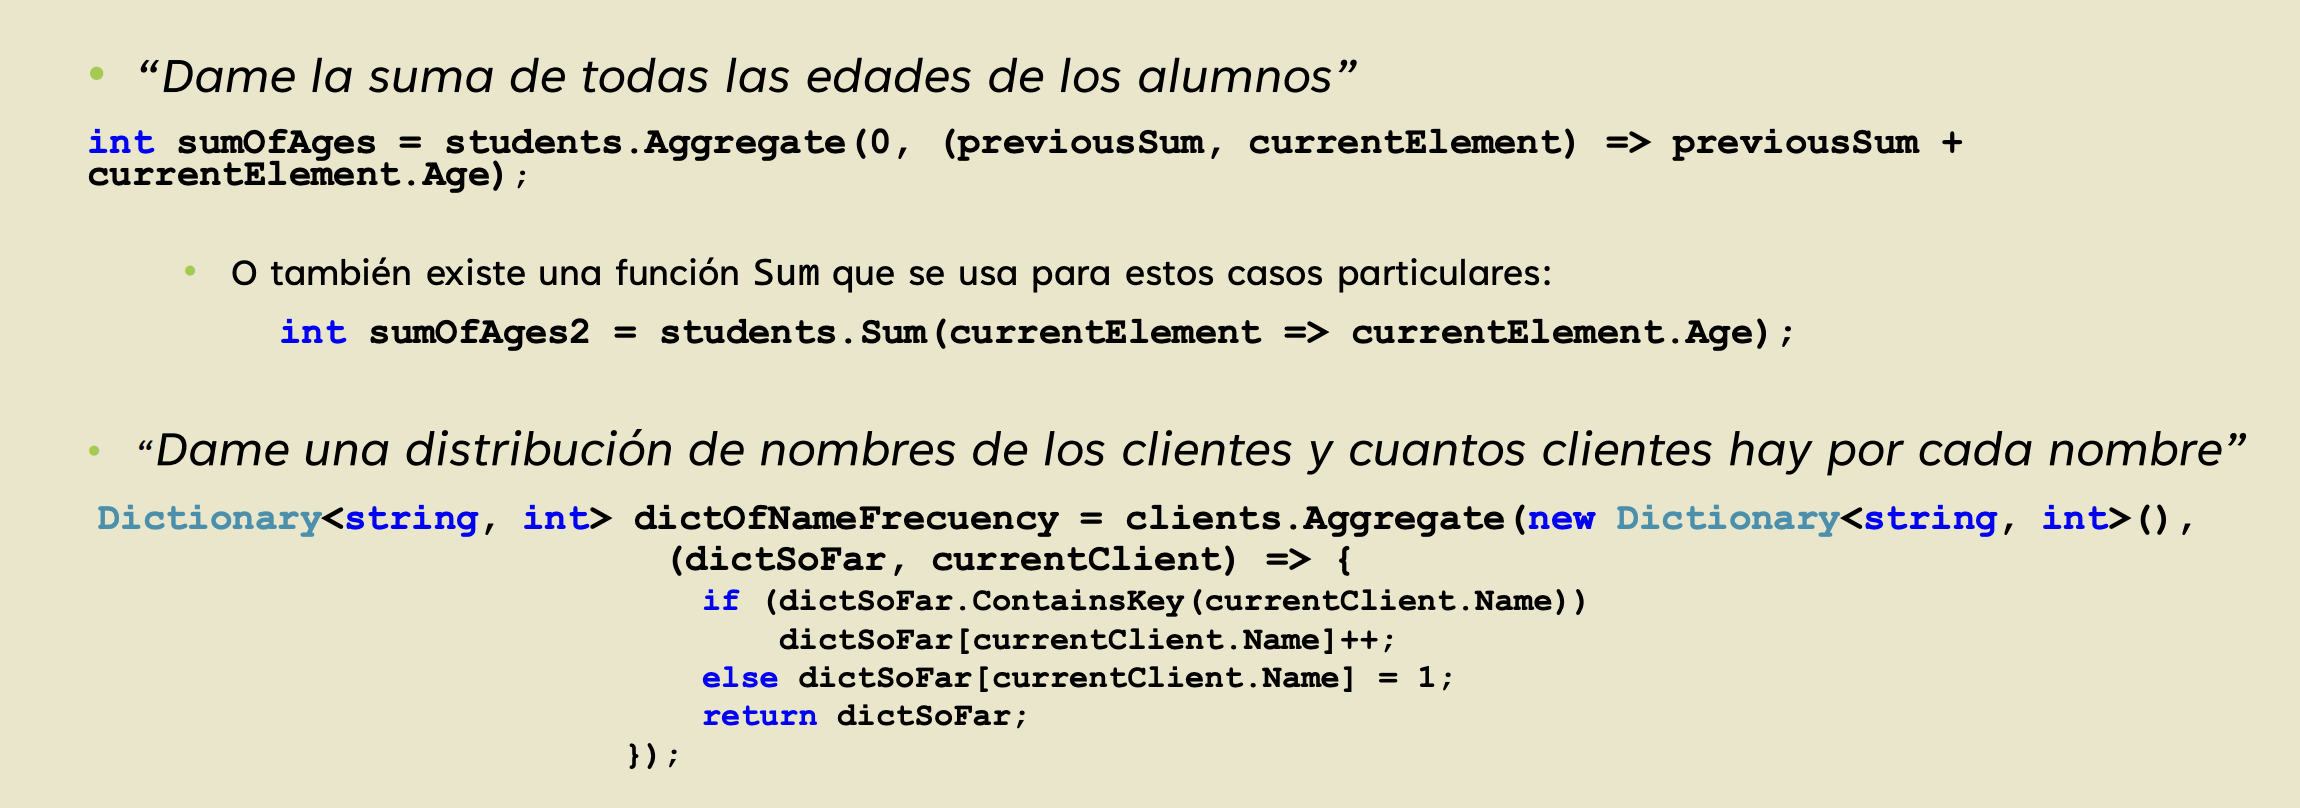 • “Dame la suma de todas las edades de los alumnos”
int sumOfAges = students.Aggregate(0, (previousSum, currentElement) => previousSum +
currentElement.Age);
• O también existe una función Sum que se usa para estos casos particulares:
int sumOfAges2 = students.Sum(currentElement => currentElement.Age);
• “Dame una distribución de nombres de los clientes y cuantos clientes hay por cada nombre”
Dictionary<string, int> dictOfNameFrecuency = clients.Aggregate(new Dictionary<string, int>(),
(dictSoFar, currentClient) => {
if (dictSoFar.ContainsKey(currentClient.Name))
dictSoFar[currentClient.Name]++;
else dictSoFar[currentClient.Name] = 1;
return dictSoFar;
});